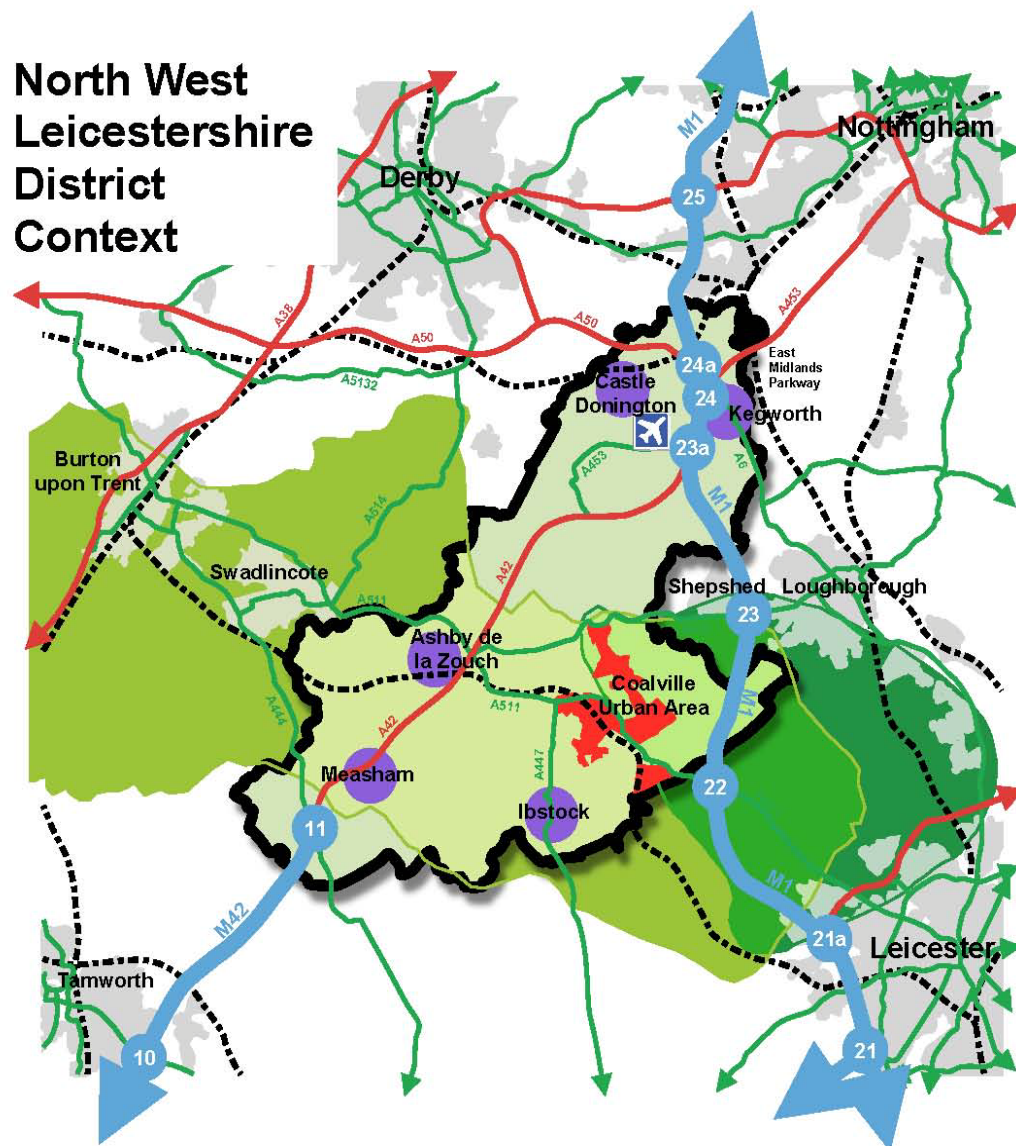 North West
Leicestershire
District
Context
M1
Nottingham
Derby
25
A38
A50
A50
A453
A5132
24a
East
Midlands
Parkway
Castle
Donington
24
Kegworth
23a
A453
A6
Burton
upon Trent
A514
M1
Swadlincote
A42
A511
Shepshed
Loughborough
23
Ashby de
la Zouch
Coalville
Urban Area
A444
A511
M1
A42
Measham
A447
22
Ibstock
11
M1
M42
21a
Leicester
Tamworth
10
21